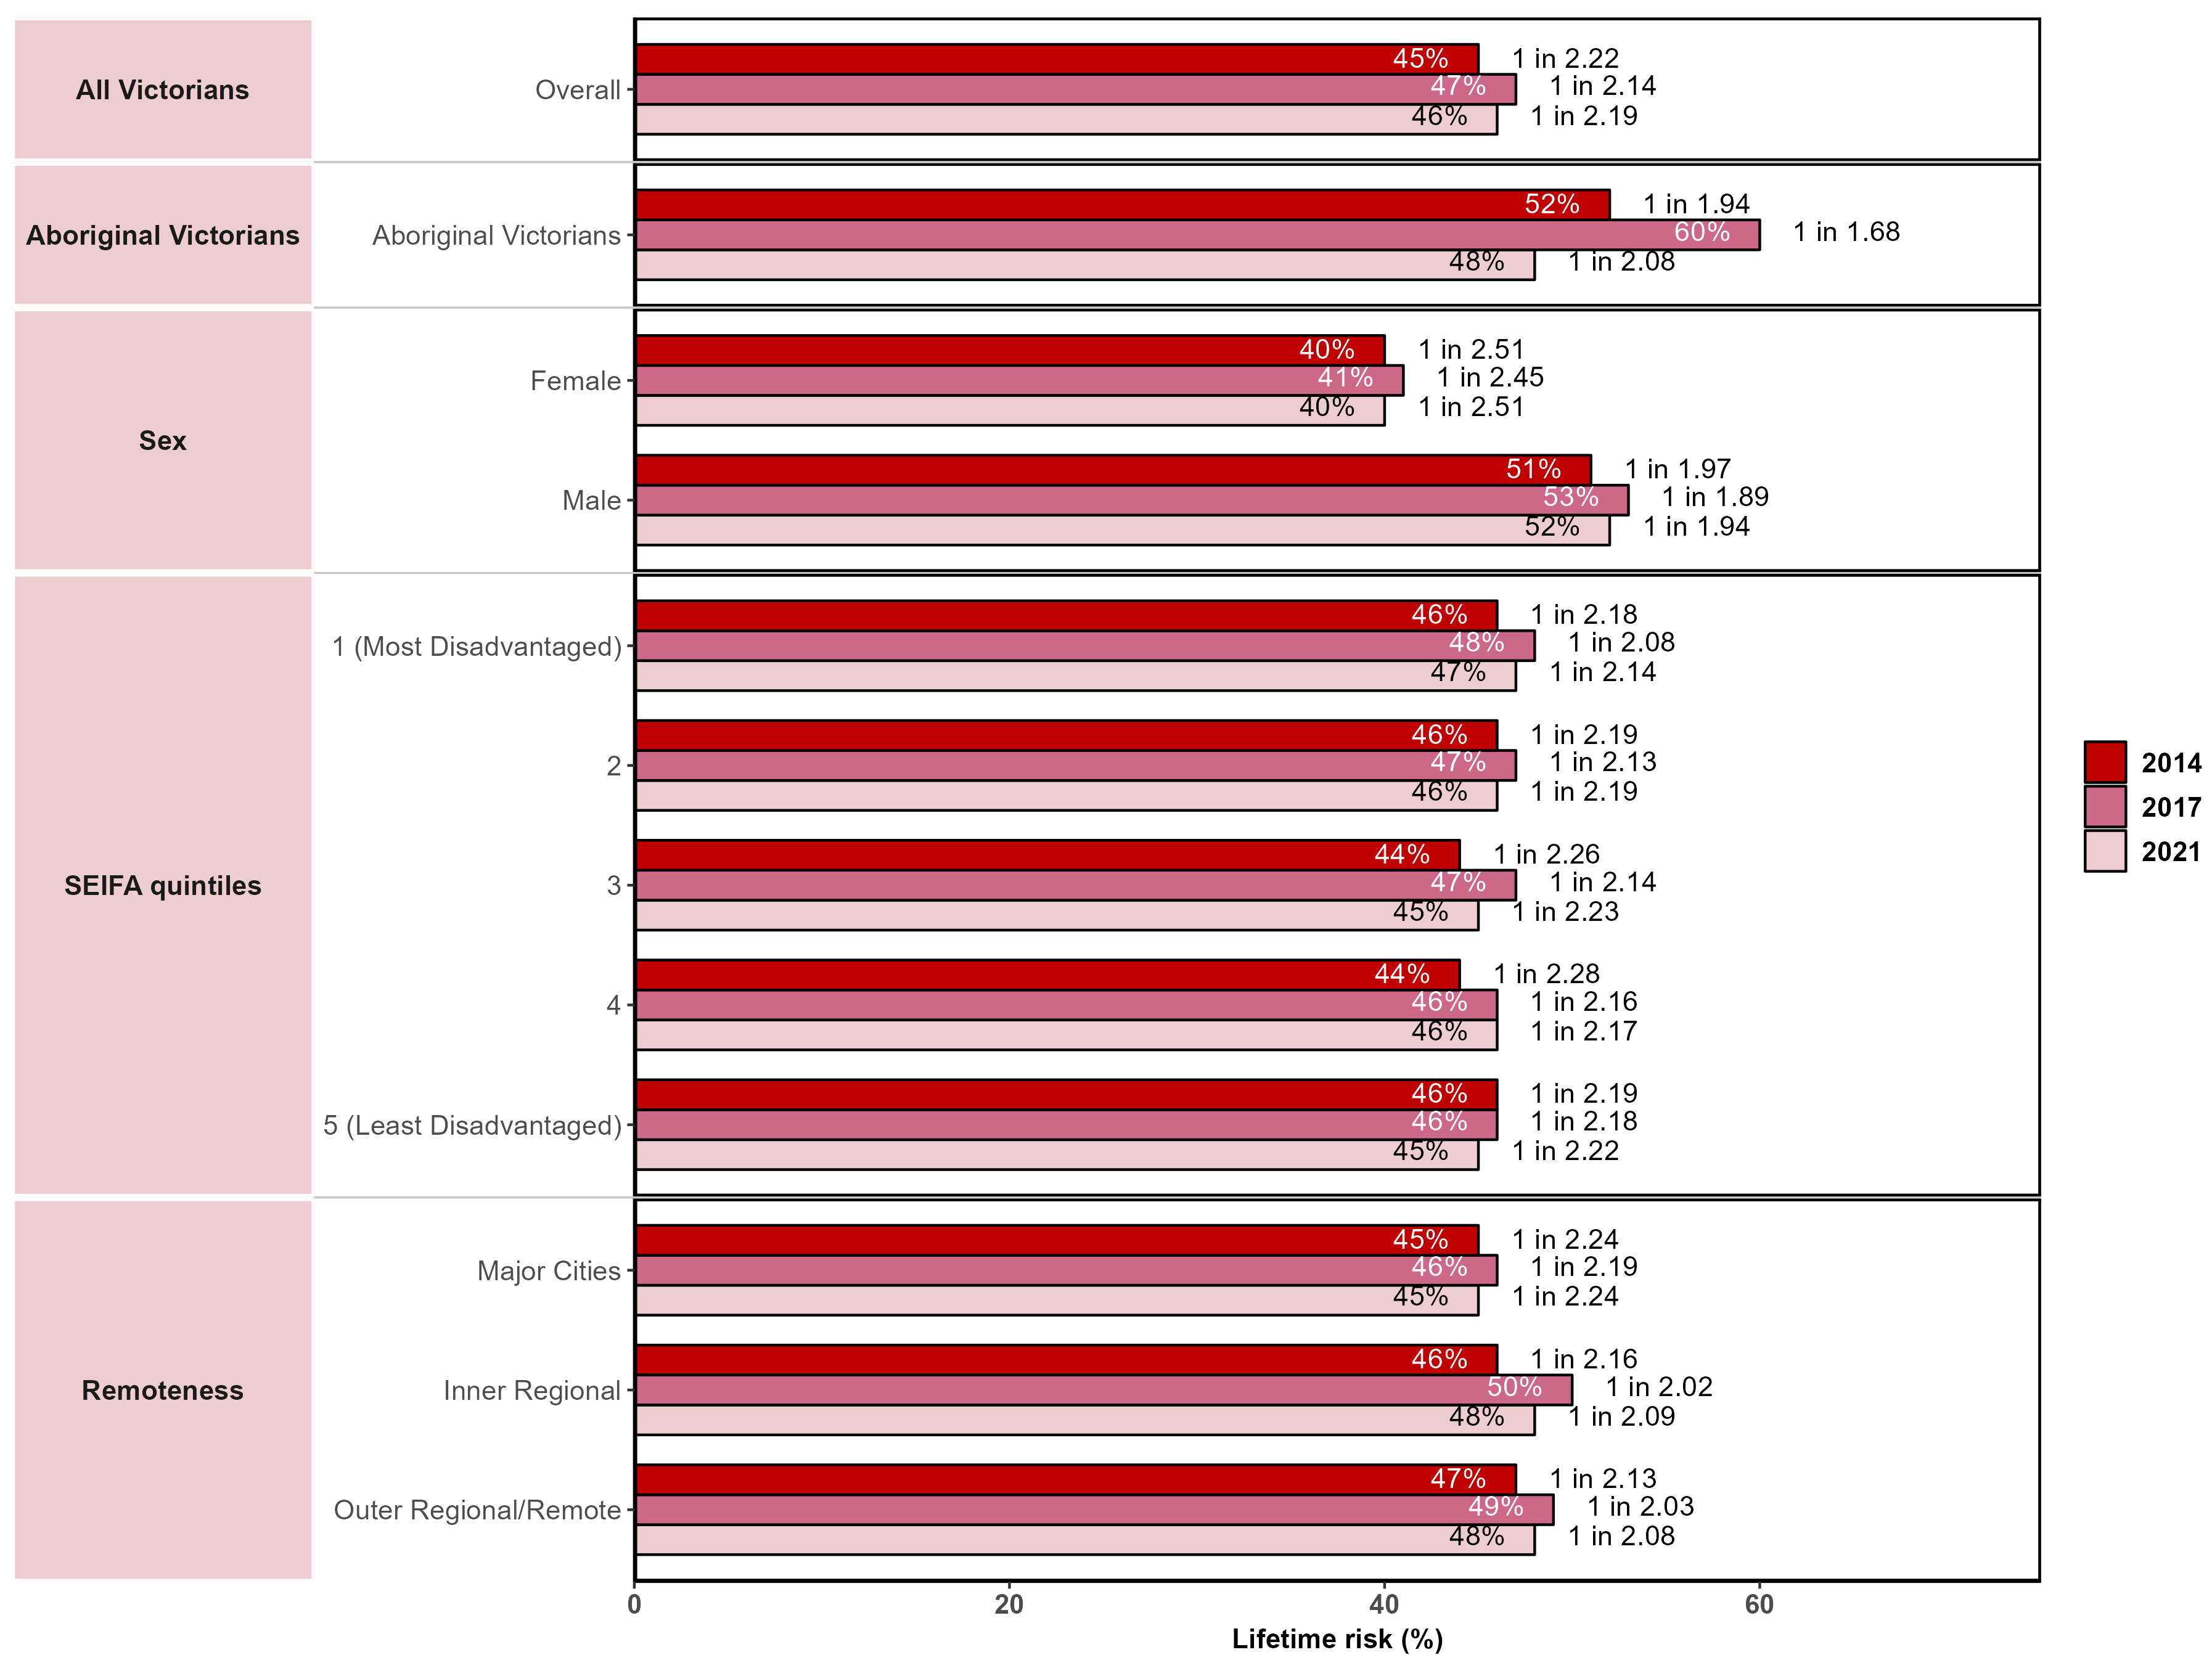 All Victorians
Overall
45% 1 in 2.22
47% 1 in 2.14
46% 1 in 2.19
Aboriginal Victorians
Aboriginal Victorians
52% 1 in 1.94
60% 1 in 1.68
48% 1 in 2.08
Sex
Female
40% 1 in 2.51
41% 1 in 2.45
40% 1 in 2.51
Male
51% 1 in 1.97
53% 1 in 1.89
52% 1 in 1.94
SEIFA quintiles
1 (Most Disadvantaged)
46% 1 in 2.18
48% 1 in 2.08
47% 1 in 2.14
2
46% 1 in 2.19
47% 1 in 2.13
46% 1 in 2.19
3
44% 1 in 2.26
47% 1 in 2.14
45% 1 in 2.23
4
44% 1 in 2.28
46% 1 in 2.16
46% 1 in 2.17
5 (Least Disadvantaged)
46% 1 in 2.19
46% 1 in 2.18
45% 1 in 2.22
Remoteness
Major Cities
45% 1 in 2.24
46% 1 in 2.19
45% 1 in 2.24
Inner Regional
46% 1 in 2.16
50% 1 in 2.02
48% 1 in 2.09
Outer Regional/Remote
47% 1 in 2.13
49% 1 in 2.03
48% 1 in 2.08
0 20 40 60
Lifetime risk (%)
2014
2017
2021